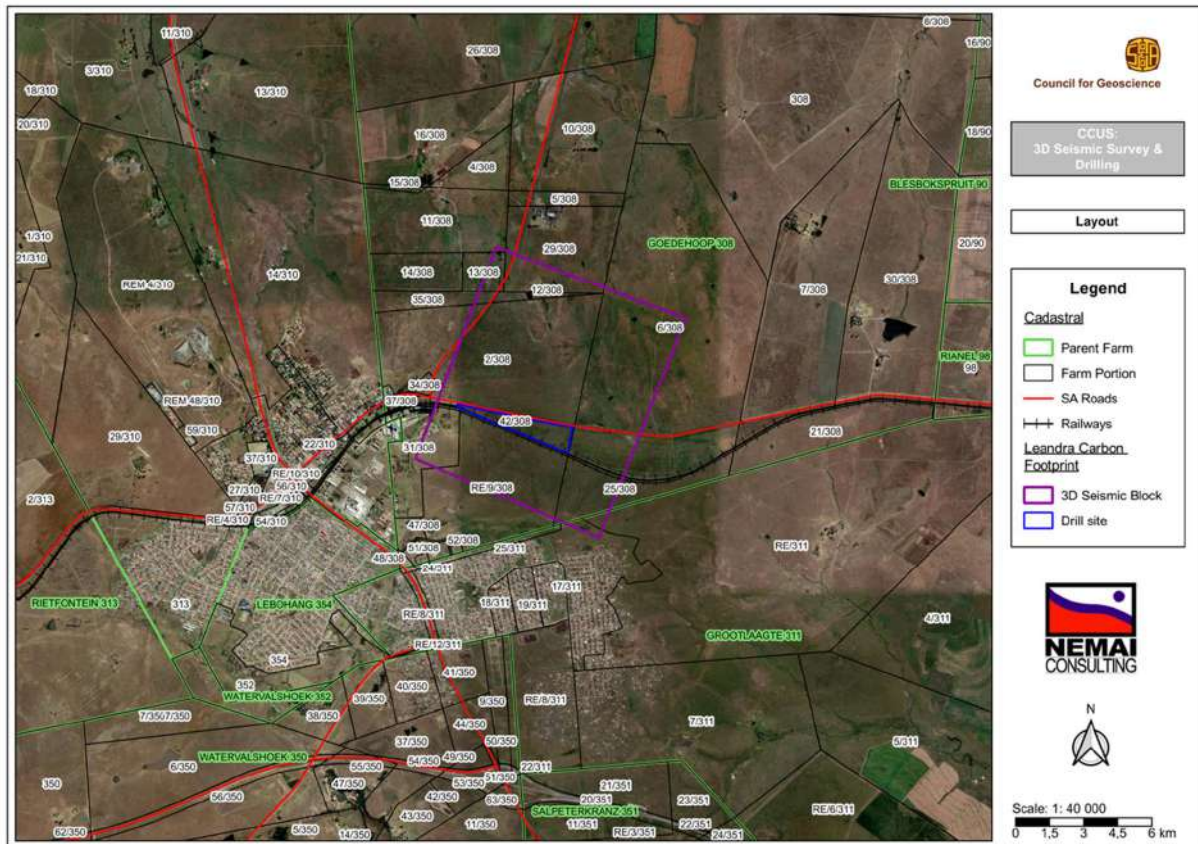 11/310
26/308
6/308
16/90
3/310
18/310
13/310
308
20/310
16/308
10/308
18/90
4/308
15/308
BLESBOKSPRUIT 90
5/308
11/308
1/310
21/310
29/308
GOEDEHOOP 308
20/90
14/310
14/308
13/308
REM 4/310
12/308
7/308
30/308
35/308
6/308
2/308
RIANEL 98
98
34/308
REM 48/310
37/308
42/308
59/310
21/308
29/310
22/310
31/308
37/310
RE/10/310
56/310
RE/9/308
25/308
27/310
RE/7/310
2/313
57/310
RE/4/310
54/310
47/308
52/308
51/308
25/311
RE/311
48/308
24/311
17/311
RIETFONTEIN 313
313
LEBOHANG 354
18/311
19/311
RE/8/311
4/311
GROOTLAAGTE 311
RE/12/311
354
41/350
352
40/350
WATERVALSHOEK 352
39/350
9/350
RE/8/311
7/350
38/350
44/350
7/311
37/350
50/350
5/311
WATERVALSHOEK 350
49/350
54/350
6/350
55/350
22/311
350
51/350
47/350
53/350
21/351
56/350
42/350
63/350
20/351
23/351
43/350
SALPETERKRANZ 351
RE/6/311
62/350
5/350
14/350
11/350
11/351
RE/3/351
22/351
24/351
Council for Geoscience
CCUS:
3D Seismic Survey &
Drilling
Layout
Legend
Cadastral
Parent Farm
Farm Portion
SA Roads
Railways
Leandra Carbon
Footprint
3D Seismic Block
Drill site
NEMAI
CONSULTING
N
Scale: 1: 40 000
0 1,5 3 4,5 6 km